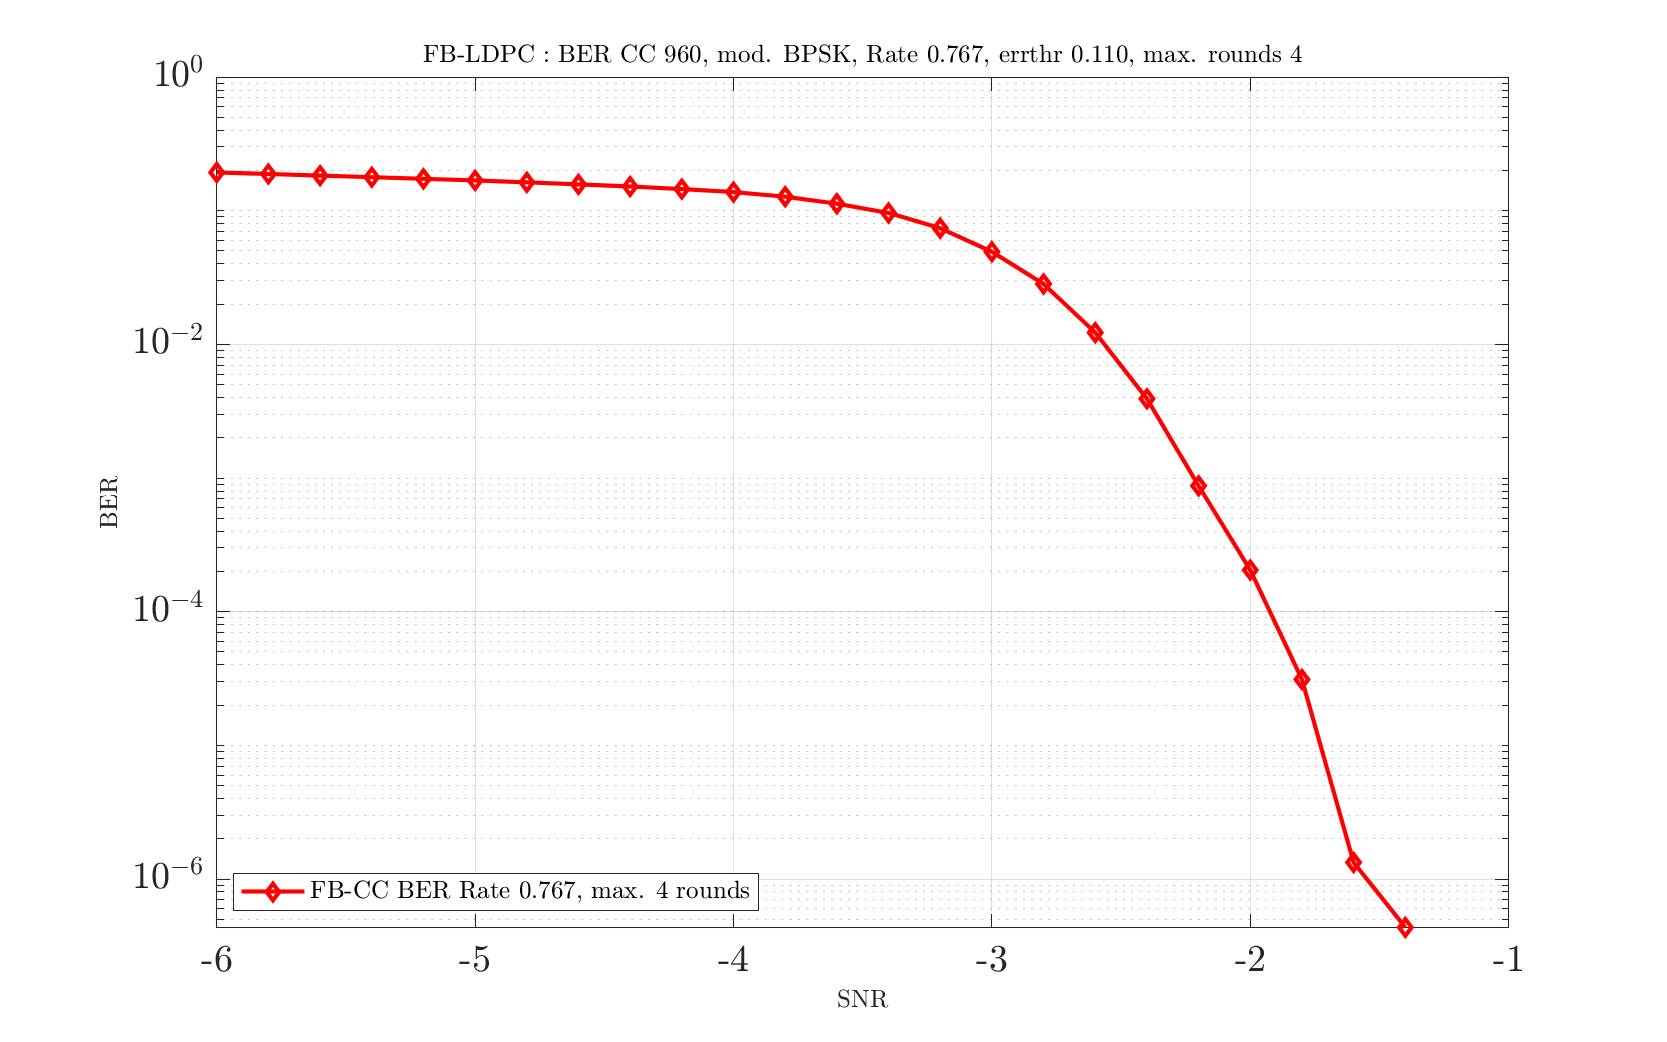 FB-LDPC : BER CC 960, mod. BPSK, Rate 0.767, errthr 0.110, max. rounds 4
10^0
10^-2
10^-4
10^-6
BER
FB-CC BER Rate 0.767, max. 4 rounds
-6 -5 -4 -3 -2 -1
SNR